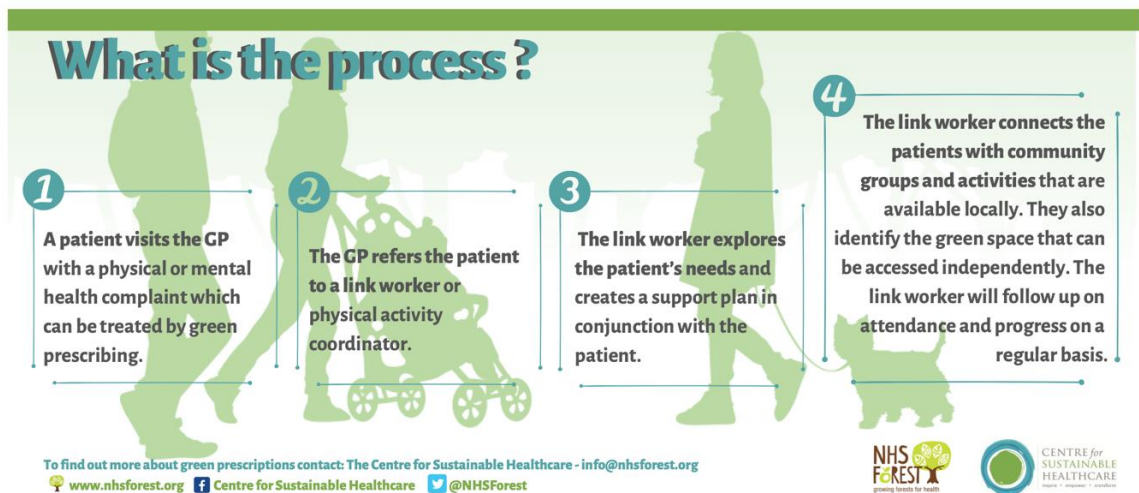 What is the process ?
1
A patient visits the GP
with a physical or mental
health complaint which
can be treated by green
prescribing.
2
The GP refers the patient
to a link worker or
physical activity
coordinator.
3
The link worker explores
the patient's needs and
creates a support plan in
conjunction with the
patient.
4
The link worker connects the
patients with community
groups and activities that are
available locally. They also
identify the green space that can
be accessed independently. The
link worker will follow up on
attendance and progress on a
regular basis.
To find out more about green prescriptions contact: The Centre for Sustainable Healthcare - info@nhsforest.org
www.nhsforest.org Centre for Sustainable Healthcare @NHSForest
NHS
FOREST
growing forests for health
CENTRE for
SUSTAINABLE
HEALTHCARE
inspire • empower • transform